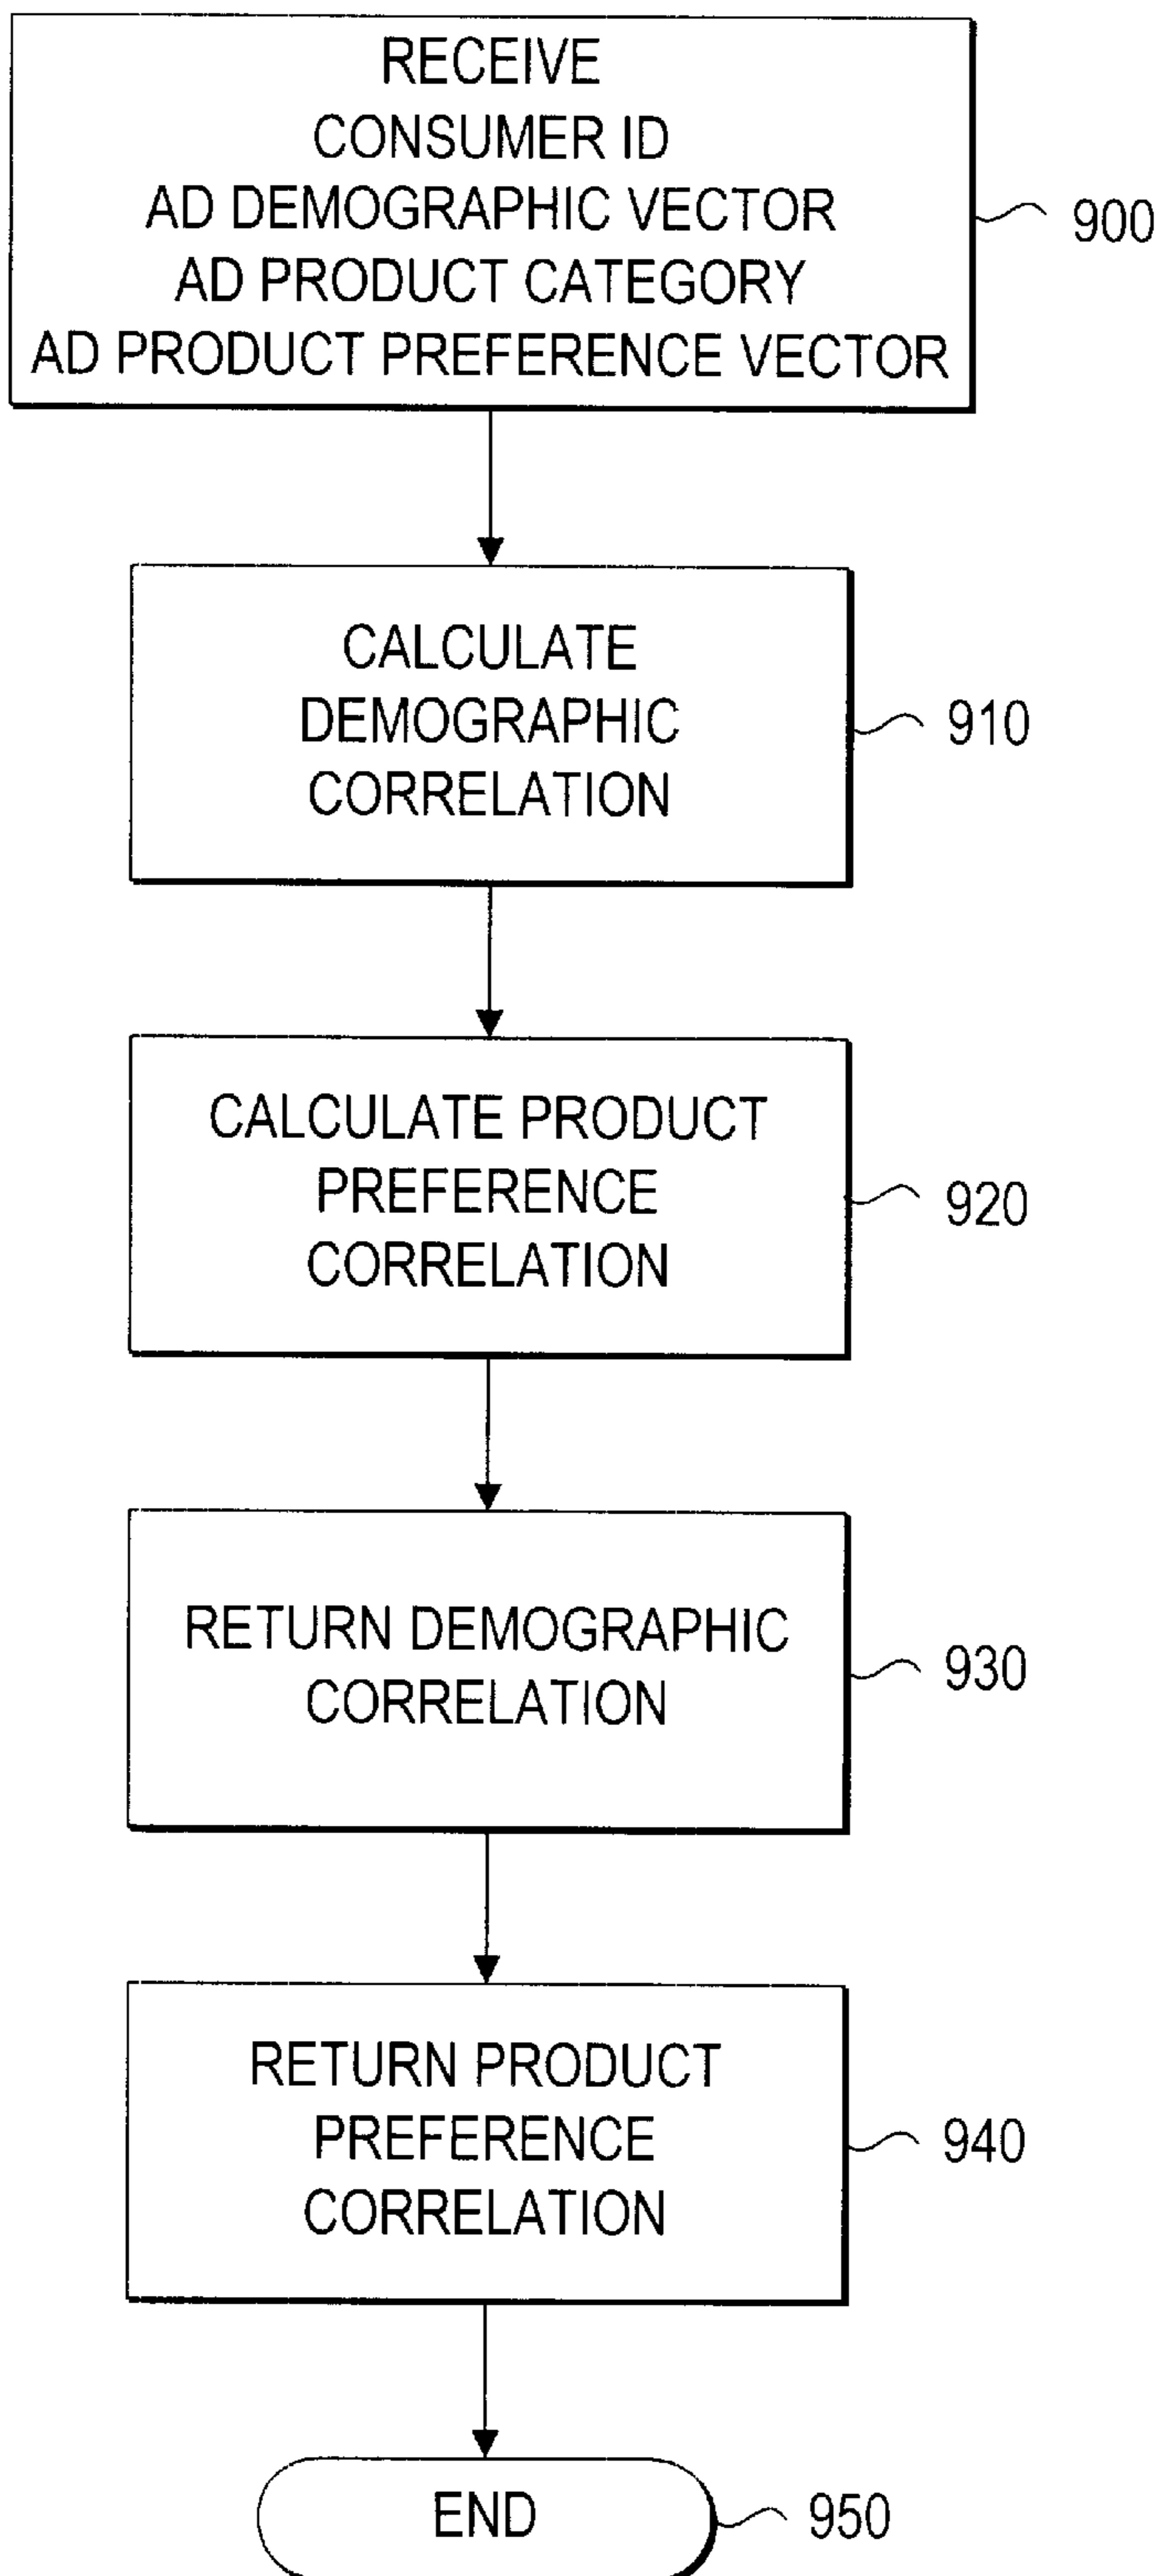 RECEIVE
CONSUMER ID
AD DEMOGRAPHIC VECTOR
AD PRODUCT CATEGORY
AD PRODUCT PREFERENCE VECTOR
900
CALCULATE
DEMOGRAPHIC
CORRELATION
910
CALCULATE PRODUCT
PREFERENCE
CORRELATION
920
RETURN DEMOGRAPHIC
CORRELATION
930
RETURN PRODUCT
PREFERENCE
CORRELATION
940
END
950